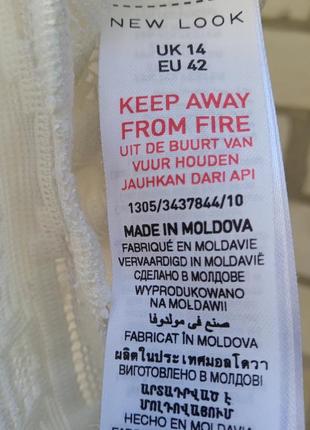 NEW LOOK
UK 14
EU 42
KEEP AWAY
FROM FIRE
UIT DE BUURT VAN
VUUR HOUDEN
JAUHKAN DARI API
1305/3437844/10
MADE IN MOLDOVA
FABRIQUÉ EN MOLDAVIE
VERVAARDIGD IN MOLDAVIË
СДЕЛАНО В МОЛДОВЕ
WYPRODUKOWANO
NA MOŁDAWII
صنع في مولدوفا
FABRICAT ÎN MOLDOVA
ผลิตในประเทศมอลโดวา
ВИГОТОВЛЕНО В МОЛДОВІ
ԱՐՏԱԴՐՎԱԾ Է
ՄՈԼԴՈՎԱՅՈՒՄ
HECHO EN MOLDAVIA